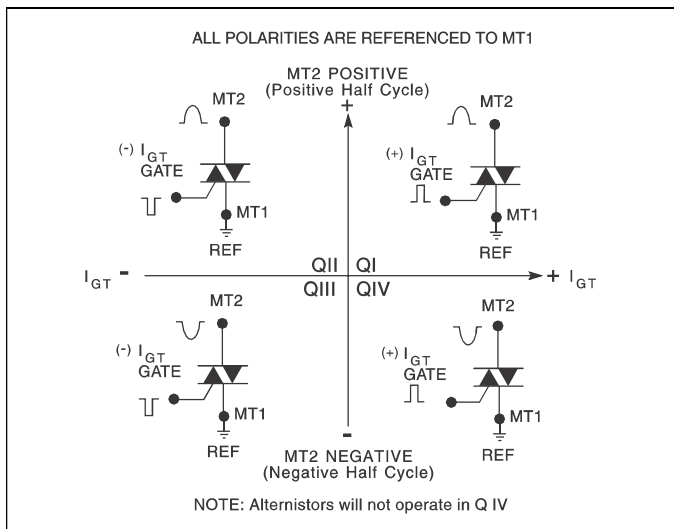 ALL POLARITIES ARE REFERENCED TO MT1
MT2 POSITIVE
(Positive Half Cycle)
+
MT2
(-) IGT
GATE
MT1
REF
MT2
(+) IGT
GATE
MT1
REF
IGT -
QII QI
QIII QIV
+ IGT
MT2
(-) IGT
GATE
MT1
REF
MT2
(+) IGT
GATE
MT1
REF
-
MT2 NEGATIVE
(Negative Half Cycle)
NOTE: Alternistors will not operate in Q IV